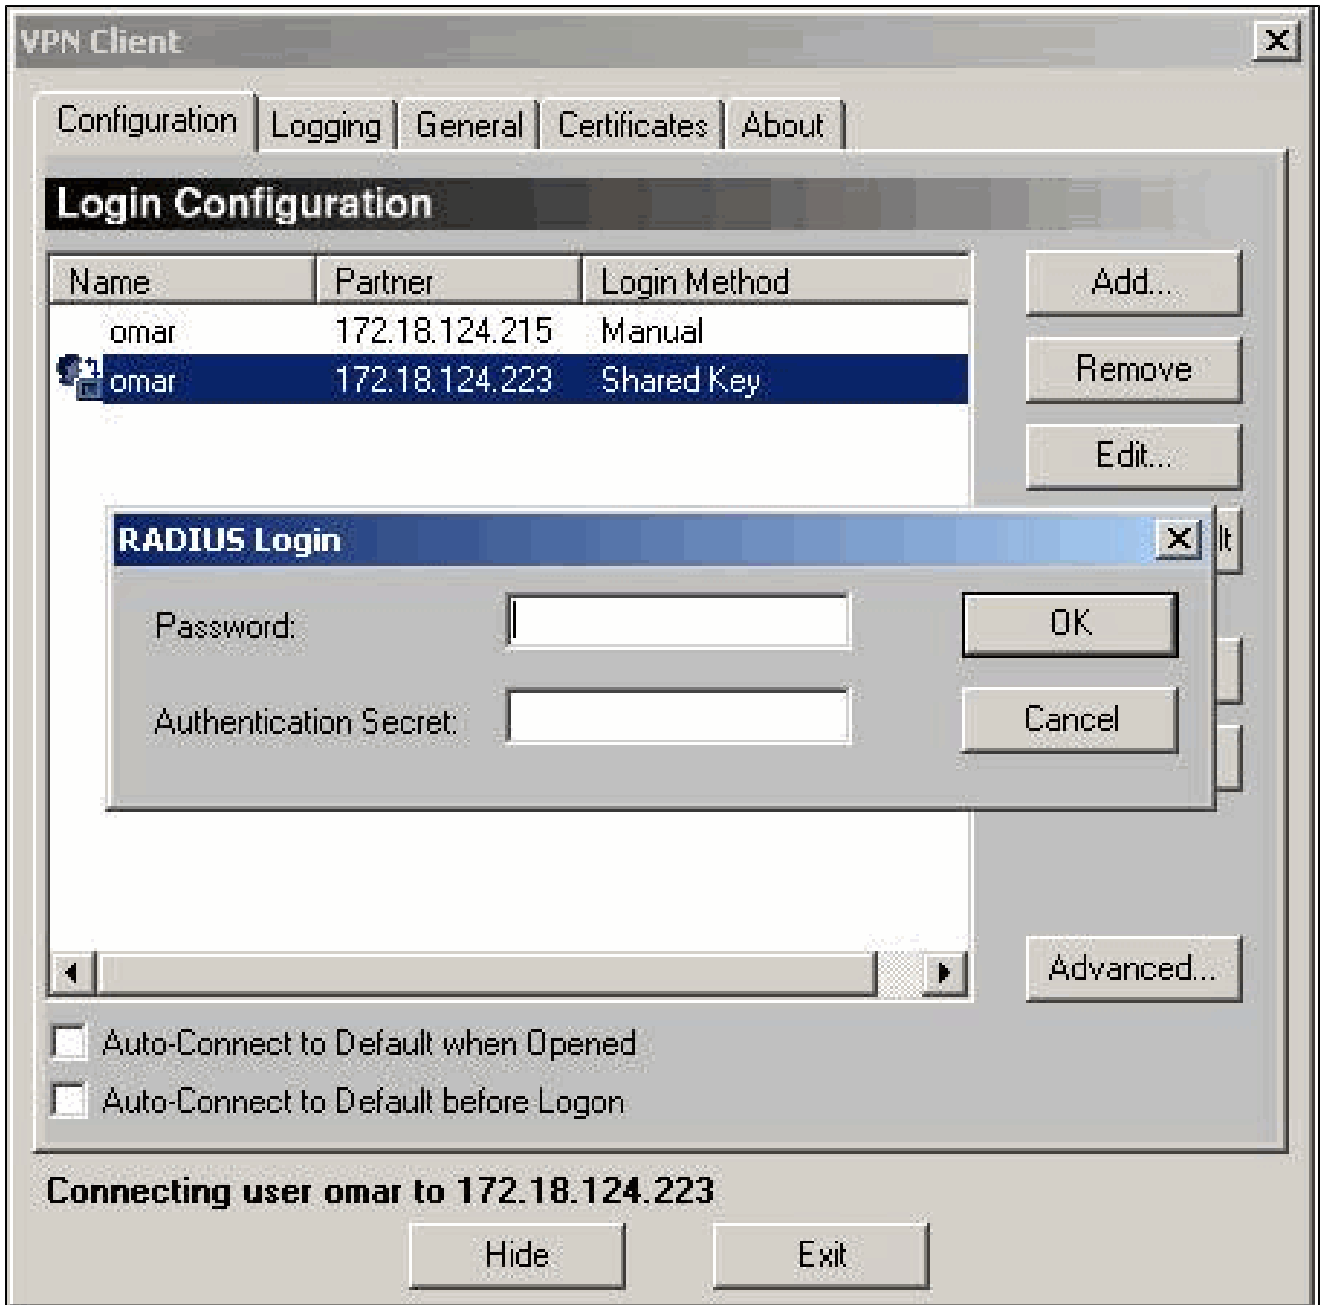 VPN Client
Configuration Logging General Certificates About
Login Configuration
Name Partner Login Method
omar 172.18.124.215 Manual
omar 172.18.124.223 Shared Key
Add...
Remove
Edit...
lt
RADIUS Login
Password:
OK
Authentication Secret:
Cancel
Advanced...
Auto-Connect to Default when Opened
Auto-Connect to Default before Logon
Connecting user omar to 172.18.124.223
Hide Exit